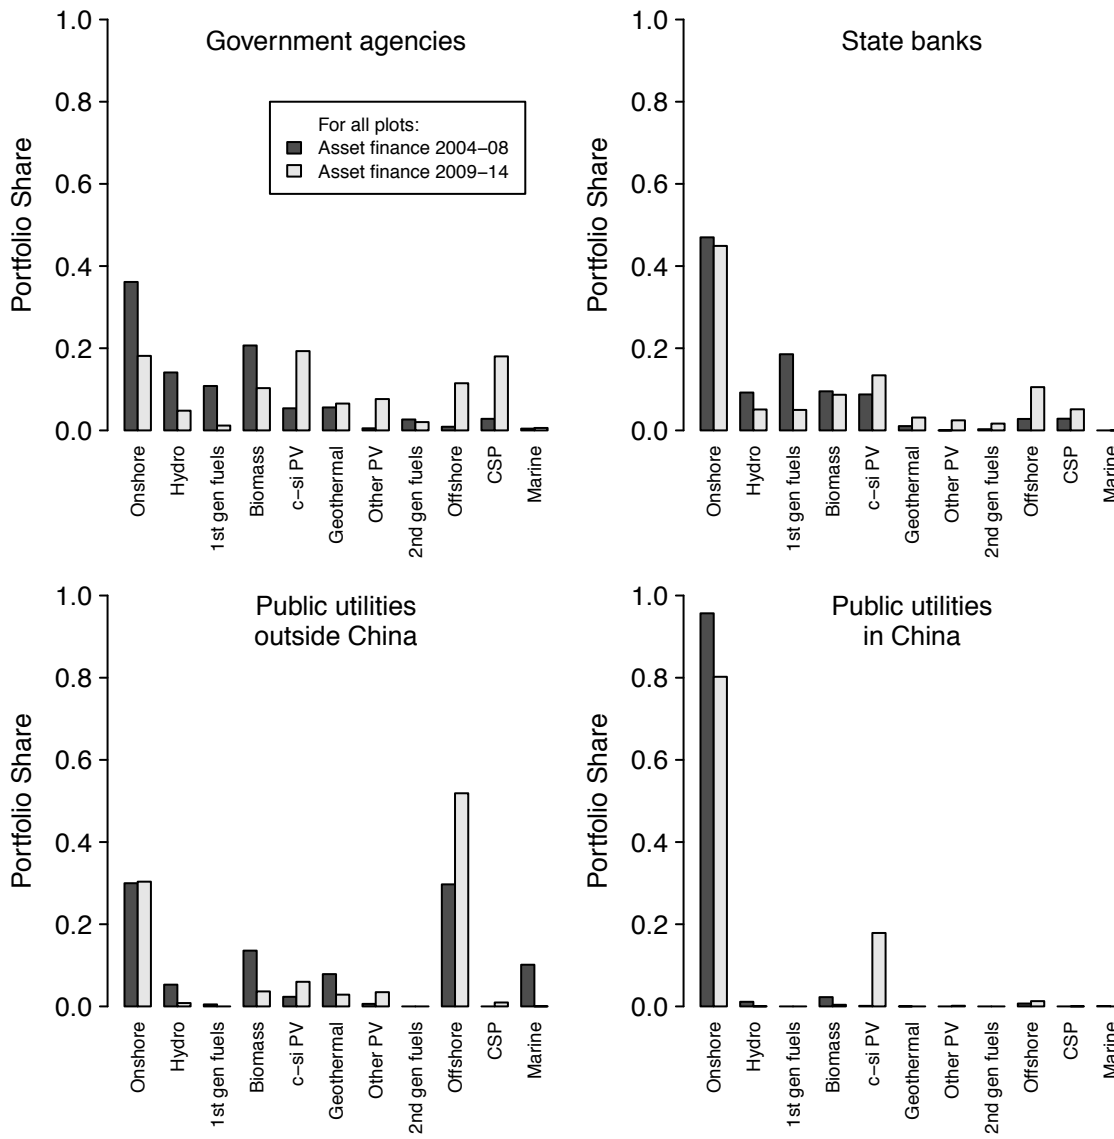 Government agencies
For all plots:
Asset finance 2004−08
Asset finance 2009−14
Portfolio Share
1.0
0.8
0.6
0.4
0.2
0.0
Onshore
Hydro
1st gen fuels
Biomass
c−si PV
Geothermal
Other PV
2nd gen fuels
Offshore
CSP
Marine
State banks
Portfolio Share
1.0
0.8
0.6
0.4
0.2
0.0
Onshore
Hydro
1st gen fuels
Biomass
c−si PV
Geothermal
Other PV
2nd gen fuels
Offshore
CSP
Marine
Public utilities
outside China
Portfolio Share
1.0
0.8
0.6
0.4
0.2
0.0
Onshore
Hydro
1st gen fuels
Biomass
c−si PV
Geothermal
Other PV
2nd gen fuels
Offshore
CSP
Marine
Public utilities
in China
Portfolio Share
1.0
0.8
0.6
0.4
0.2
0.0
Onshore
Hydro
1st gen fuels
Biomass
c−si PV
Geothermal
Other PV
2nd gen fuels
Offshore
CSP
Marine